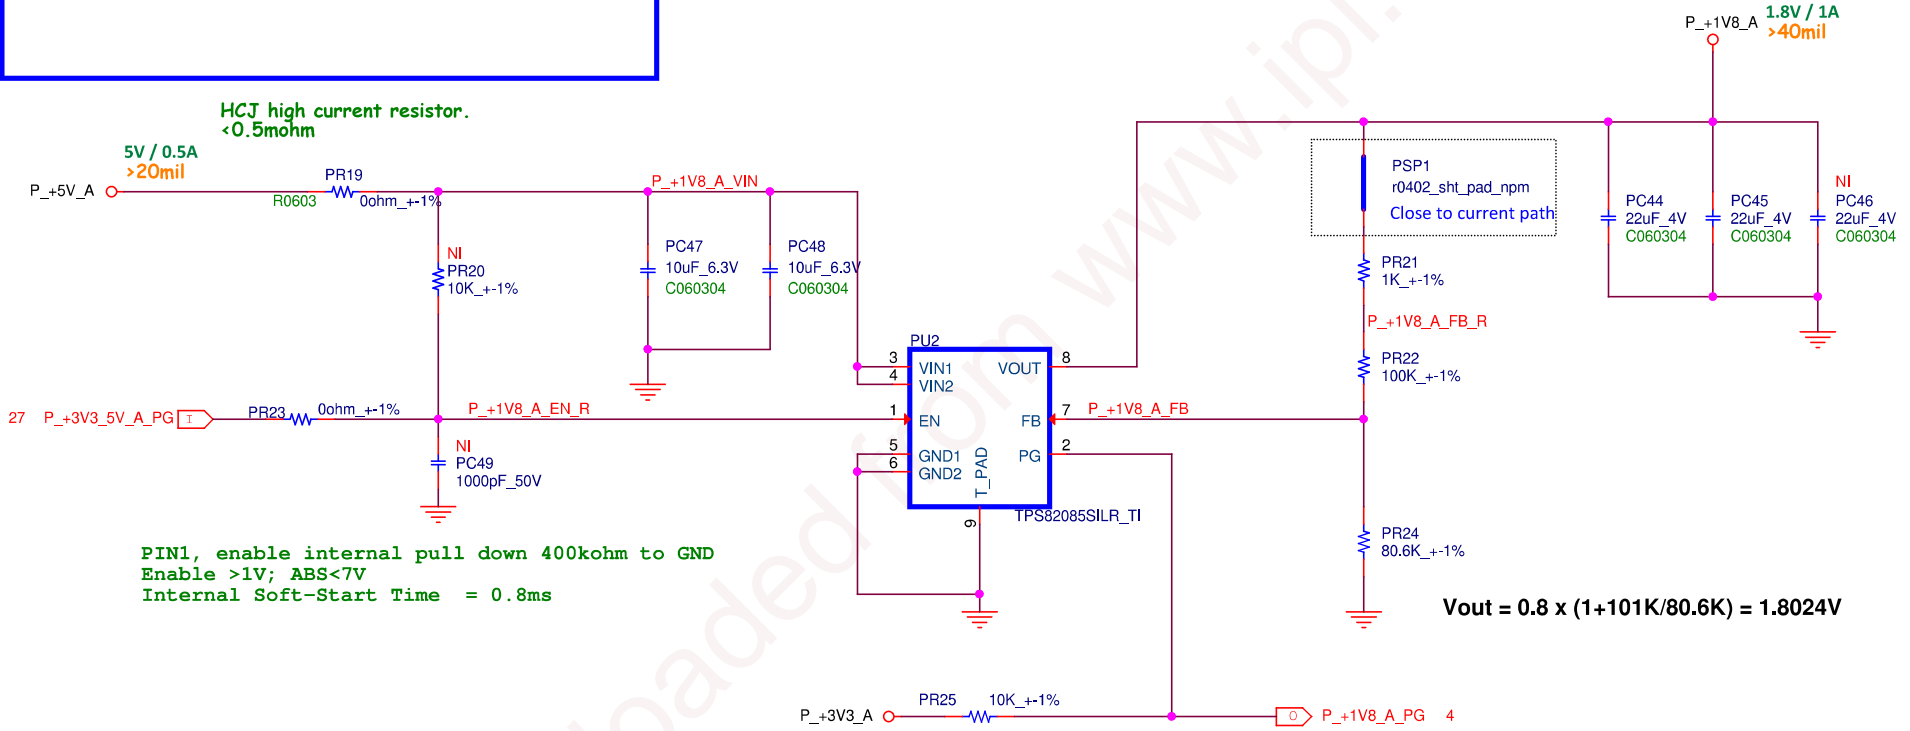 P_+1V8_A
1.8V / 1A
>40mil
HCJ high current resistor.
<0.5mohm
5V / 0.5A
>20mil
P_+5V_A
PR19
R0603
0ohm_+-1%
P_+1V8_A_VIN
PSP1
r0402_sht_pad_npm
Close to current path
PC44
22uF_4V
C060304
PC45
22uF_4V
C060304
NI
PC46
22uF_4V
C060304
NI
PR20
10K_+-1%
PC47
10uF_6.3V
C060304
PC48
10uF_6.3V
C060304
PR21
1K_+-1%
P_+1V8_A_FB_R
PR22
100K_+-1%
PU2
3
VIN1
4
VIN2
1
EN
5
GND1
6
GND2
T_PAD
9
VOUT
8
FB
7
PG
2
TPS82085SILR_TI
27
P_+3V3_5V_A_PG
I
PR23
0ohm_+-1%
P_+1V8_A_EN_R
P_+1V8_A_FB
NI
PC49
1000pF_50V
PR24
80.6K_+-1%
PIN1, enable internal pull down 400kohm to GND
Enable >1V; ABS<7V
Internal Soft-Start Time  = 0.8ms
Vout = 0.8 x (1+101K/80.6K) = 1.8024V
P_+3V3_A
PR25
10K_+-1%
O
P_+1V8_A_PG
4
loaded from www.ipl.